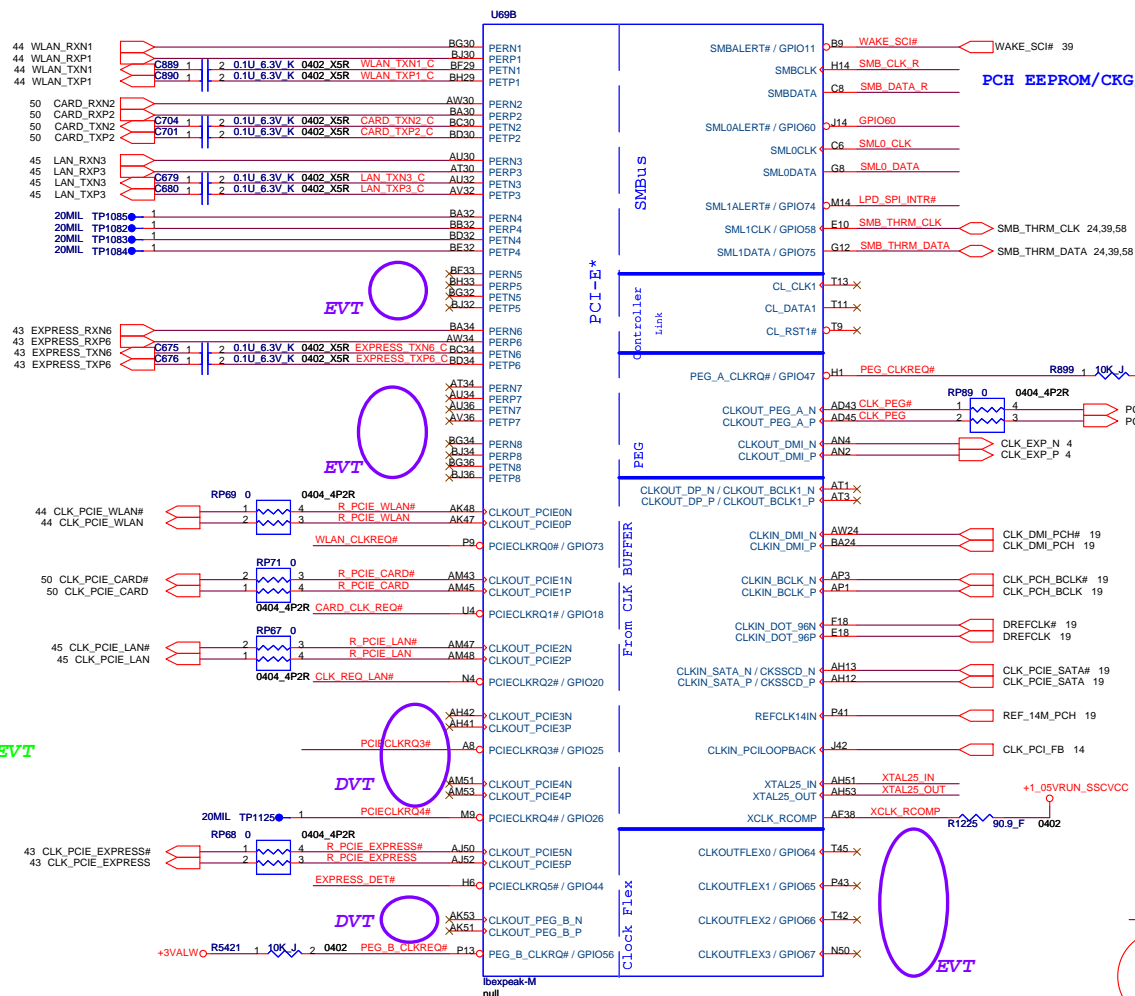 U69B
44 WLAN_RXN1 BG30 PERN1
44 WLAN_RXP1 BJ30 PERP1
44 WLAN_TXN1 C889 1 2 0.1U_6.3V_K 0402_X5R WLAN_TXN1_C BF29 PETN1
44 WLAN_TXP1 C890 1 2 0.1U_6.3V_K 0402_X5R WLAN_TXP1_C BH29 PETP1
50 CARD_RXN2 AW30 PERN2
50 CARD_RXP2 BA30 PERP2
50 CARD_TXN2 C704 1 2 0.1U_6.3V_K 0402_X5R CARD_TXN2_C BC30 PETN2
50 CARD_TXP2 C701 1 2 0.1U_6.3V_K 0402_X5R CARD_TXP2_C BD30 PETP2
45 LAN_RXN3 AU30 PERN3
45 LAN_RXP3 AT30 PERP3
45 LAN_TXN3 C679 1 2 0.1U_6.3V_K 0402_X5R LAN_TXN3_C AU32 PETN3
45 LAN_TXP3 C680 1 2 0.1U_6.3V_K 0402_X5R LAN_TXP3_C AV32 PETP3
20MIL TP1085 1 BA32 PERN4
20MIL TP1082 1 BB32 PERP4
20MIL TP1083 1 BD32 PETN4
20MIL TP1084 1 BE32 PETP4
BF33 PERN5
BH33 PERP5
BG32 PETN5
BJ32 PETP5
EVT
43 EXPRESS_RXN6 BA34 PERN6
43 EXPRESS_RXP6 AW34 PERP6
43 EXPRESS_TXN6 C675 1 2 0.1U_6.3V_K 0402_X5R EXPRESS_TXN6_C BC34 PETN6
43 EXPRESS_TXP6 C676 1 2 0.1U_6.3V_K 0402_X5R EXPRESS_TXP6_C BD34 PETP6
AT34 PERN7
AU34 PERP7
AU36 PETN7
AV36 PETP7
BG34 PERN8
BJ34 PERP8
BG36 PETN8
BJ36 PETP8
EVT
RP69 0 0404_4P2R
44 CLK_PCIE_WLAN# 1 4 R_PCIE_WLAN# AK48 CLKOUT_PCIE0N
44 CLK_PCIE_WLAN 2 3 R_PCIE_WLAN AK47 CLKOUT_PCIE0P
WLAN_CLKREQ# P9 PCIECLKRQ0# / GPIO73
RP71 0
50 CLK_PCIE_CARD# 2 3 R_PCIE_CARD# AM43 CLKOUT_PCIE1N
50 CLK_PCIE_CARD 1 4 R_PCIE_CARD AM45 CLKOUT_PCIE1P
0404_4P2R CARD_CLK_REQ# U4 PCIECLKRQ1# / GPIO18
RP67 0
45 CLK_PCIE_LAN# 2 3 R_PCIE_LAN# AM47 CLKOUT_PCIE2N
45 CLK_PCIE_LAN 1 4 R_PCIE_LAN AM48 CLKOUT_PCIE2P
0404_4P2R CLK_REQ_LAN# N4 PCIECLKRQ2# / GPIO20
AH42 CLKOUT_PCIE3N
AH41 CLKOUT_PCIE3P
EVT
PCIECLKRQ3# A8 PCIECLKRQ3# / GPIO25
DVT
AM51 CLKOUT_PCIE4N
AM53 CLKOUT_PCIE4P
20MIL TP1125 1 PCIECLKRQ4# M9 PCIECLKRQ4# / GPIO26
RP68 0 0404_4P2R
43 CLK_PCIE_EXPRESS# 1 4 R_PCIE_EXPRESS# AJ50 CLKOUT_PCIE5N
43 CLK_PCIE_EXPRESS 2 3 R_PCIE_EXPRESS AJ52 CLKOUT_PCIE5P
EXPRESS_DET# H6 PCIECLKRQ5# / GPIO44
DVT
AK53 CLKOUT_PEG_B_N
AK51 CLKOUT_PEG_B_P
+3VALW R5421 1 10K_J 2 0402 PEG_B_CLKREQ# P13 PEG_B_CLKRQ# / GPIO56
Ibexpeak-M
null
PCI-E*
SMBus
Controller
Link
PEG
From CLK BUFFER
Clock Flex
SMBALERT# / GPIO11 B9 WAKE_SCI# WAKE_SCI# 39
SMBCLK H14 SMB_CLK_R
PCH EEPROM/CKG
SMBDATA C8 SMB_DATA_R
SML0ALERT# / GPIO60 J14 GPIO60
SML0CLK C6 SML0_CLK
SML0DATA G8 SML0_DATA
SML1ALERT# / GPIO74 M14 LPD_SPI_INTR#
SML1CLK / GPIO58 E10 SMB_THRM_CLK SMB_THRM_CLK 24,39,58
SML1DATA / GPIO75 G12 SMB_THRM_DATA SMB_THRM_DATA 24,39,58
CL_CLK1 T13
CL_DATA1 T11
CL_RST1# T9
PEG_A_CLKRQ# / GPIO47 H1 PEG_CLKREQ# R899 1 10K_J
RP89 0 0404_4P2R
CLKOUT_PEG_A_N AD43 CLK_PEG# 1 4
CLKOUT_PEG_A_P AD45 CLK_PEG 2 3
CLKOUT_DMI_N AN4 CLK_EXP_N 4
CLKOUT_DMI_P AN2 CLK_EXP_P 4
CLKOUT_DP_N / CLKOUT_BCLK1_N AT1
CLKOUT_DP_P / CLKOUT_BCLK1_P AT3
CLKIN_DMI_N AW24 CLK_DMI_PCH# 19
CLKIN_DMI_P BA24 CLK_DMI_PCH 19
CLKIN_BCLK_N AP3 CLK_PCH_BCLK# 19
CLKIN_BCLK_P AP1 CLK_PCH_BCLK 19
CLKIN_DOT_96N F18 DREFCLK# 19
CLKIN_DOT_96P E18 DREFCLK 19
CLKIN_SATA_N / CKSSCD_N AH13 CLK_PCIE_SATA# 19
CLKIN_SATA_P / CKSSCD_P AH12 CLK_PCIE_SATA 19
REFCLK14IN P41 REF_14M_PCH 19
CLKIN_PCILOOPBACK J42 CLK_PCI_FB 14
XTAL25_IN AH51 XTAL25_IN
XTAL25_OUT AH53 XTAL25_OUT
+1_05VRUN_SSCVCC
XCLK_RCOMP AF38 XCLK_RCOMP R1225 90.9_F 0402
CLKOUTFLEX0 / GPIO64 T45
CLKOUTFLEX1 / GPIO65 P43
CLKOUTFLEX2 / GPIO66 T42
CLKOUTFLEX3 / GPIO67 N50
EVT